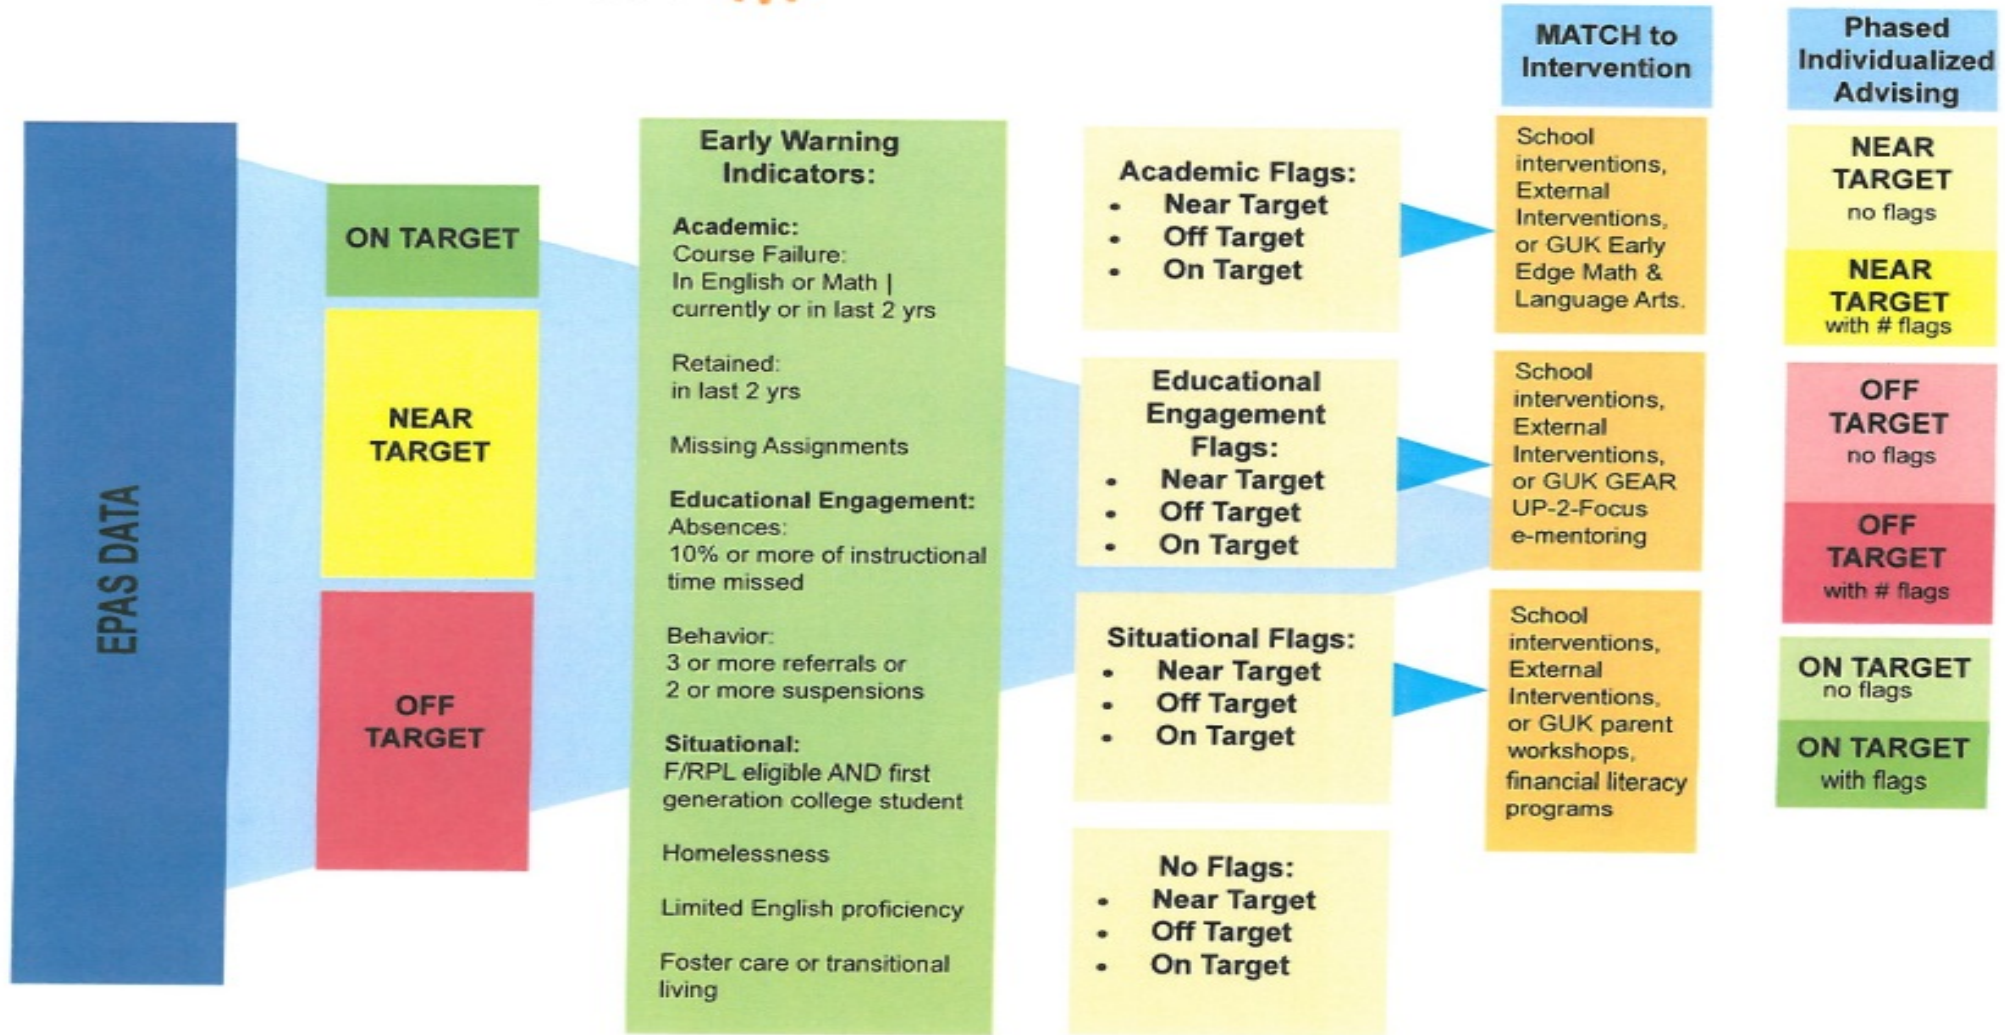 EPAS DATA
ON TARGET
NEAR
TARGET
OFF
TARGET
Early Warning
Indicators:
Academic:
Course Failure:
In English or Math |
currently or in last 2 yrs
Retained:
in last 2 yrs
Missing Assignments
Educational Engagement:
Absences:
10% or more of instructional
time missed
Behavior:
3 or more referrals or
2 or more suspensions
Situational:
F/RPL eligible AND first
generation college student
Homelessness
Limited English proficiency
Foster care or transitional
living
Academic Flags:
• Near Target
• Off Target
• On Target
Educational
Engagement
Flags:
• Near Target
• Off Target
• On Target
Situational Flags:
• Near Target
• Off Target
• On Target
No Flags:
• Near Target
• Off Target
• On Target
MATCH to
Intervention
School
interventions,
External
Interventions,
or GUK Early
Edge Math &
Language Arts.
School
interventions,
External
Interventions,
or GUK GEAR
UP-2-Focus
e-mentoring
School
interventions,
External
Interventions,
or GUK parent
workshops,
financial literacy
programs
Phased
Individualized
Advising
NEAR
TARGET
no flags
NEAR
TARGET
with # flags
OFF
TARGET
no flags
OFF
TARGET
with # flags
ON TARGET
no flags
ON TARGET
with flags